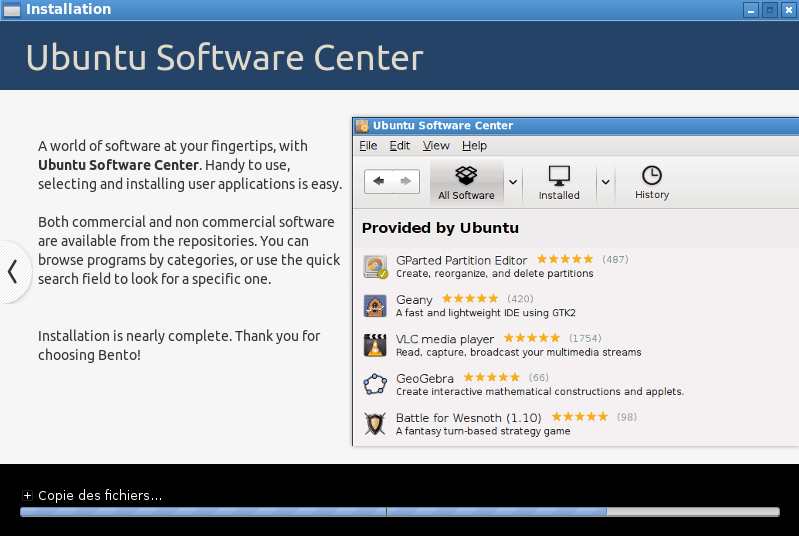 Installation
Ubuntu Software Center
A world of software at your fingertips, with
Ubuntu Software Center. Handy to use,
selecting and installing user applications is easy.
Both commercial and non commercial software
are available from the repositories. You can
browse programs by categories, or use the quick
search field to look for a specific one.
Installation is nearly complete. Thank you for
choosing Bento!
Ubuntu Software Center
File Edit View Help
All Software Installed History
Provided by Ubuntu
GParted Partition Editor (487)
Create, reorganize, and delete partitions
Geany (420)
A fast and lightweight IDE using GTK2
VLC media player (1754)
Read, capture, broadcast your multimedia streams
GeoGebra (66)
Create interactive mathematical constructions and applets.
Battle for Wesnoth (1.10) (98)
A fantasy turn-based strategy game
Copie des fichiers...